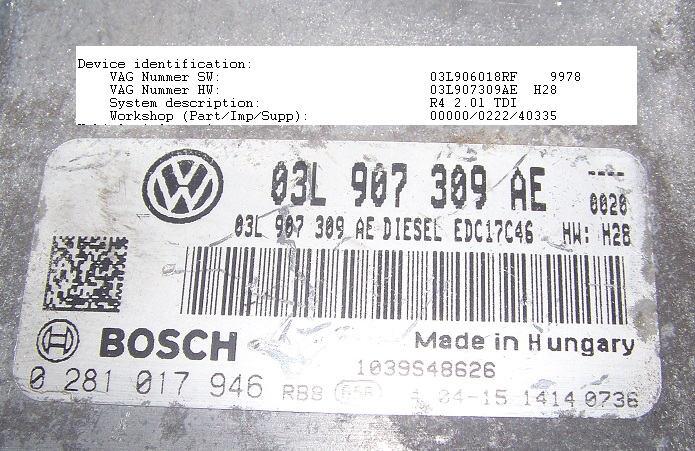 Device identification:
VAG Nummer SW: 03L906018RF 9978
VAG Nummer HW: 03L907309AE H28
System description: R4 2.0l TDI
Workshop (Part/Imp/Supp): 00000/0222/40335
VW
03L 907 309 AE ----
0020
03L 907 309 AE DIESEL EDC17C46 HW: H28
BOSCH Made in Hungary
1039S48626
0 281 017 946 RB8 04-15 1414 0736